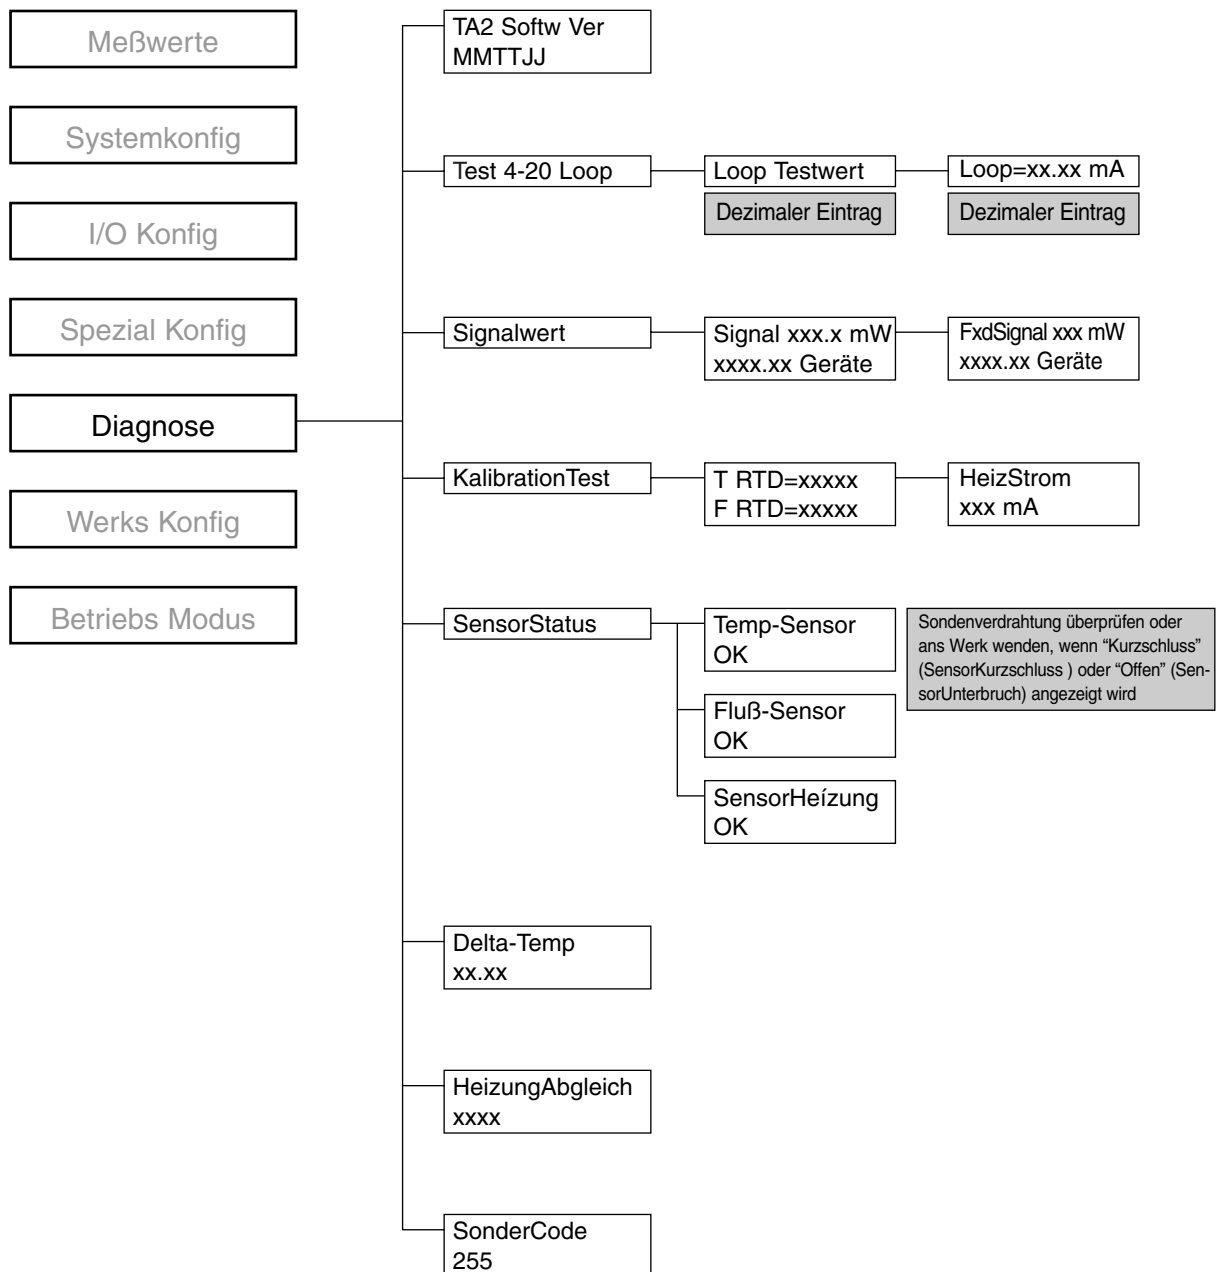 Meßwerte
Systemkonfig
I/O Konfig
Spezial Konfig
Diagnose
Werks Konfig
Betriebs Modus
TA2 Softw Ver
MMTTJJ
Test 4-20 Loop
Loop Testwert
Dezimaler Eintrag
Loop=xx.xx mA
Dezimaler Eintrag
Signalwert
Signal xxx.x mW
xxxx.xx Geräte
FxdSignal xxx mW
xxxx.xx Geräte
KalibrationTest
T RTD=xxxxx
F RTD=xxxxx
HeizStrom
xxx mA
SensorStatus
Temp-Sensor
OK
Sondenverdrahtung überprüfen oder
ans Werk wenden, wenn “Kurzschluss”
(SensorKurzschluss ) oder “Offen” (Sen-
sorUnterbruch) angezeigt wird
Fluß-Sensor
OK
SensorHeízung
OK
Delta-Temp
xx.xx
HeizungAbgleich
xxxx
SonderCode
255